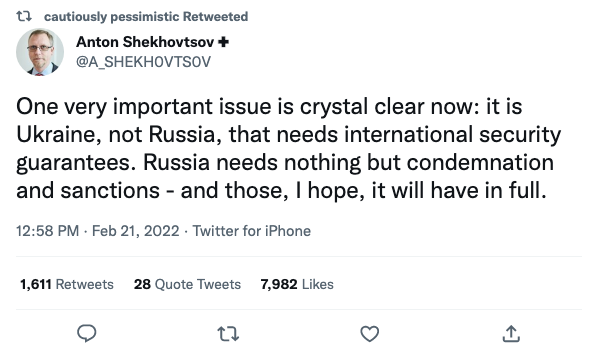 cautiously pessimistic Retweeted
Anton Shekhovtsov ✚
@A_SHEKH0VTS0V
One very important issue is crystal clear now: it is
Ukraine, not Russia, that needs international security
guarantees. Russia needs nothing but condemnation
and sanctions - and those, I hope, it will have in full.
12:58 PM · Feb 21, 2022 · Twitter for iPhone
1,611 Retweets 28 Quote Tweets 7,982 Likes